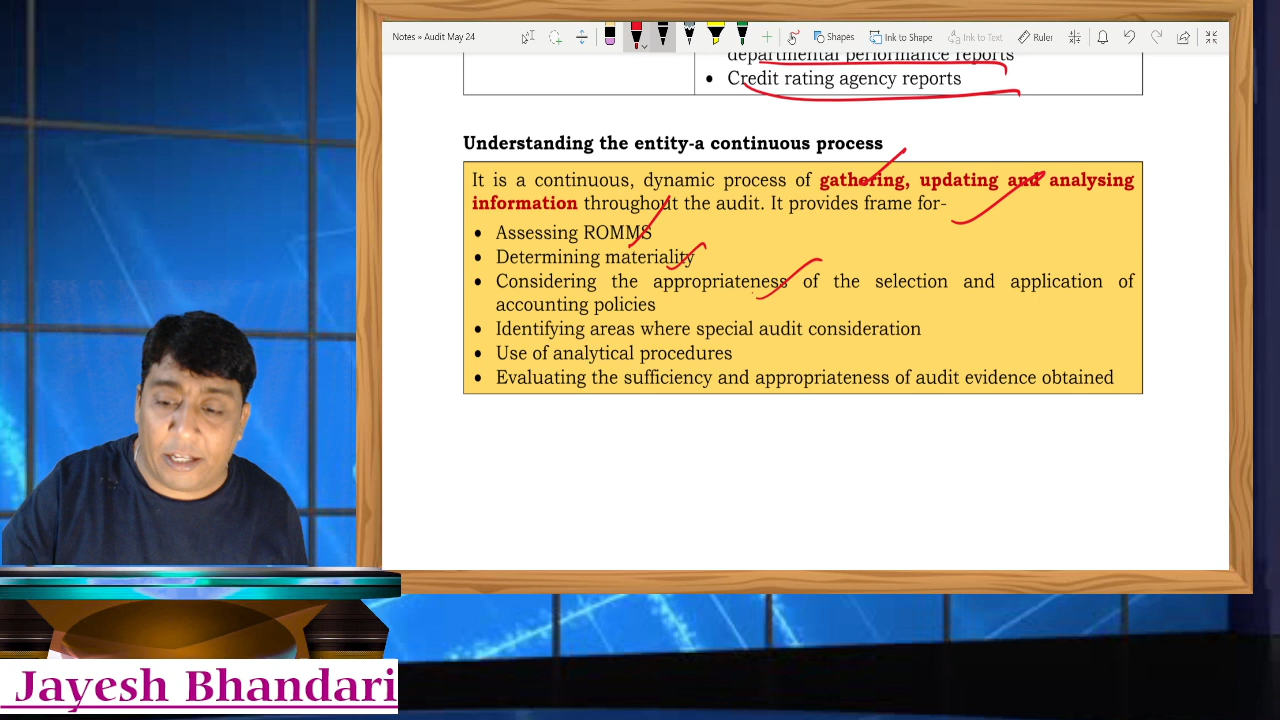 Notes » Audit May 24
Shapes
Ink to Shape
Ink to Text
Ruler
departmental performance reports
• Credit rating agency reports
Understanding the entity-a continuous process
It is a continuous, dynamic process of gathering, updating and analysing
information throughout the audit. It provides frame for-
• Assessing ROMMS
• Determining materiality
• Considering the appropriateness of the selection and application of
accounting policies
• Identifying areas where special audit consideration
• Use of analytical procedures
• Evaluating the sufficiency and appropriateness of audit evidence obtained
Jayesh Bhandari